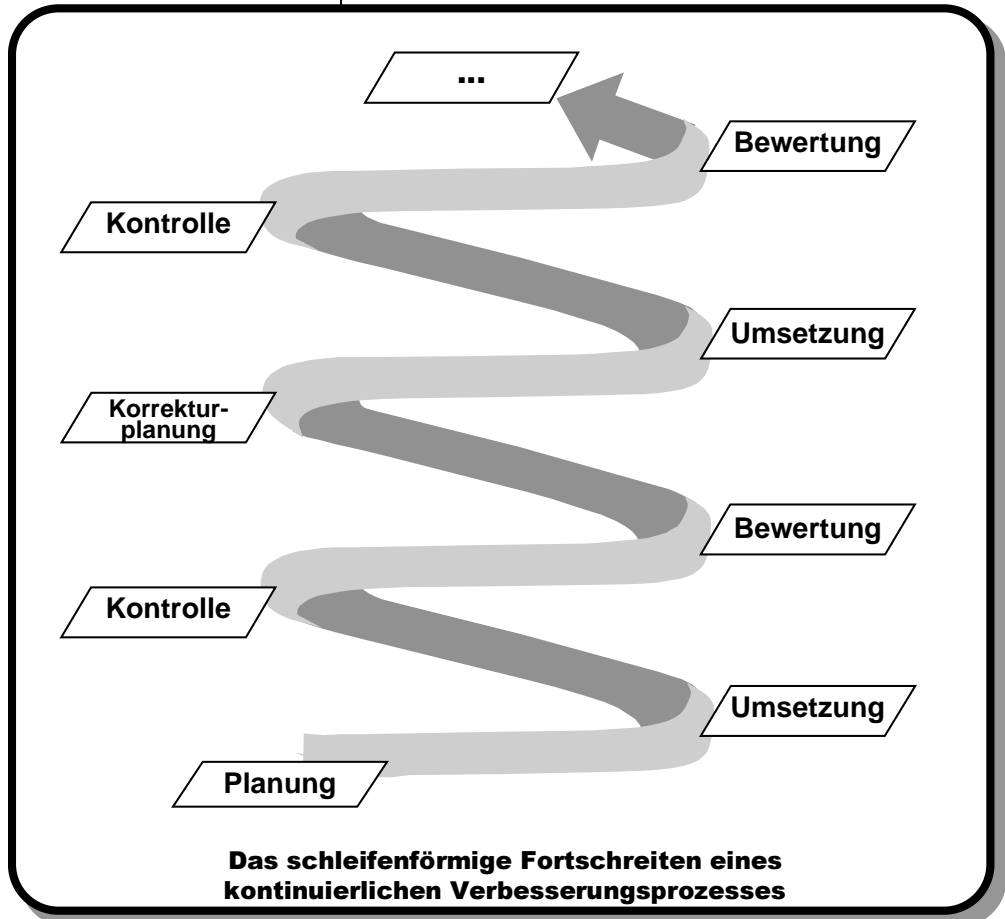 ...
Bewertung
Kontrolle
Umsetzung
Korrektur-
planung
Bewertung
Kontrolle
Umsetzung
Planung
Das schleifenförmige Fortschreiten eines
kontinuierlichen Verbesserungsprozesses